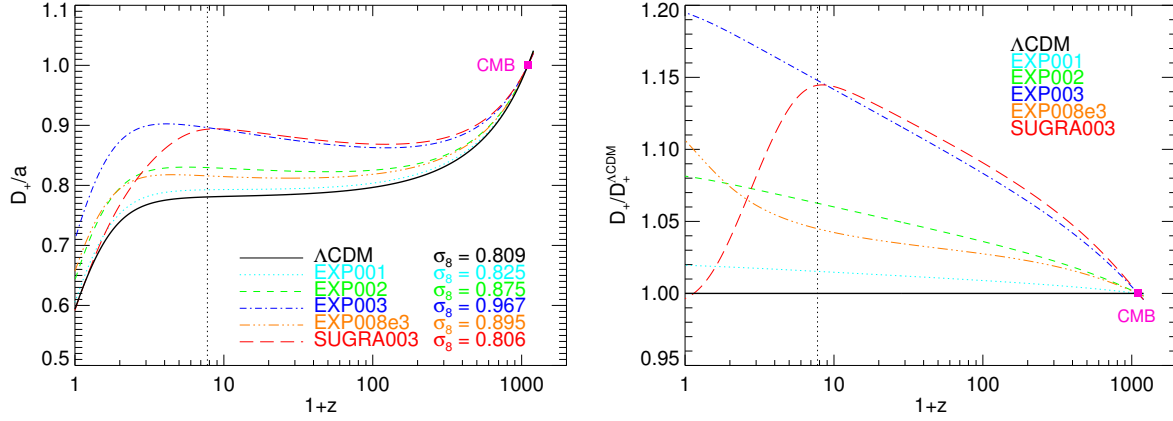 1.1
1.0
0.9
0.8
0.7
0.6
0.5
D₊/a
CMB
ΛCDM σ₈ = 0.809
EXP001 σ₈ = 0.825
EXP002 σ₈ = 0.875
EXP003 σ₈ = 0.967
EXP008e3 σ₈ = 0.895
SUGRA003 σ₈ = 0.806
1 10 100 1000
1+z
1.20
1.15
1.10
1.05
1.00
0.95
D₊/D₊^ΛCDM
ΛCDM
EXP001
EXP002
EXP003
EXP008e3
SUGRA003
CMB
1 10 100 1000
1+z